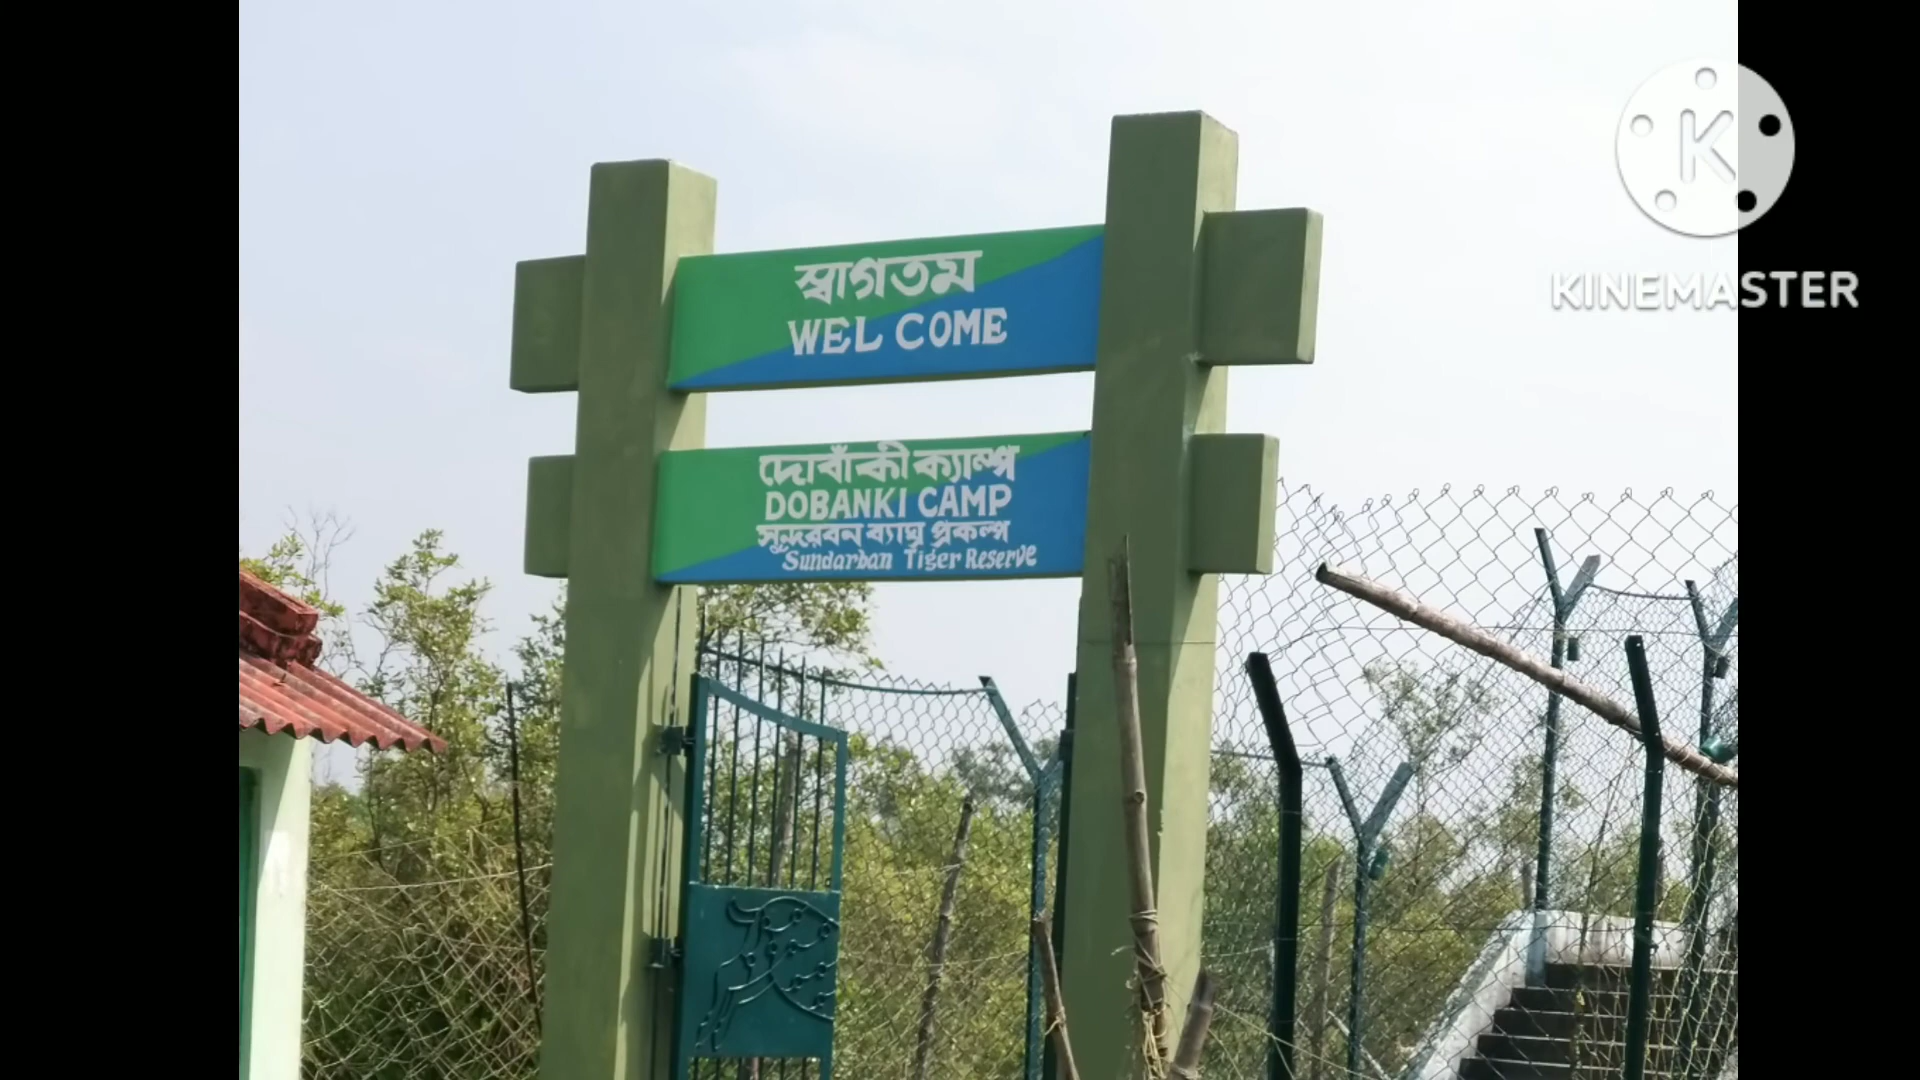 স্বাগতম
WEL COME
দোবাঁকী ক্যাম্প
DOBANKI CAMP
সুন্দরবন ব্যাঘ্র প্রকল্প
Sundarban Tiger Reserve
K
KINEMASTER